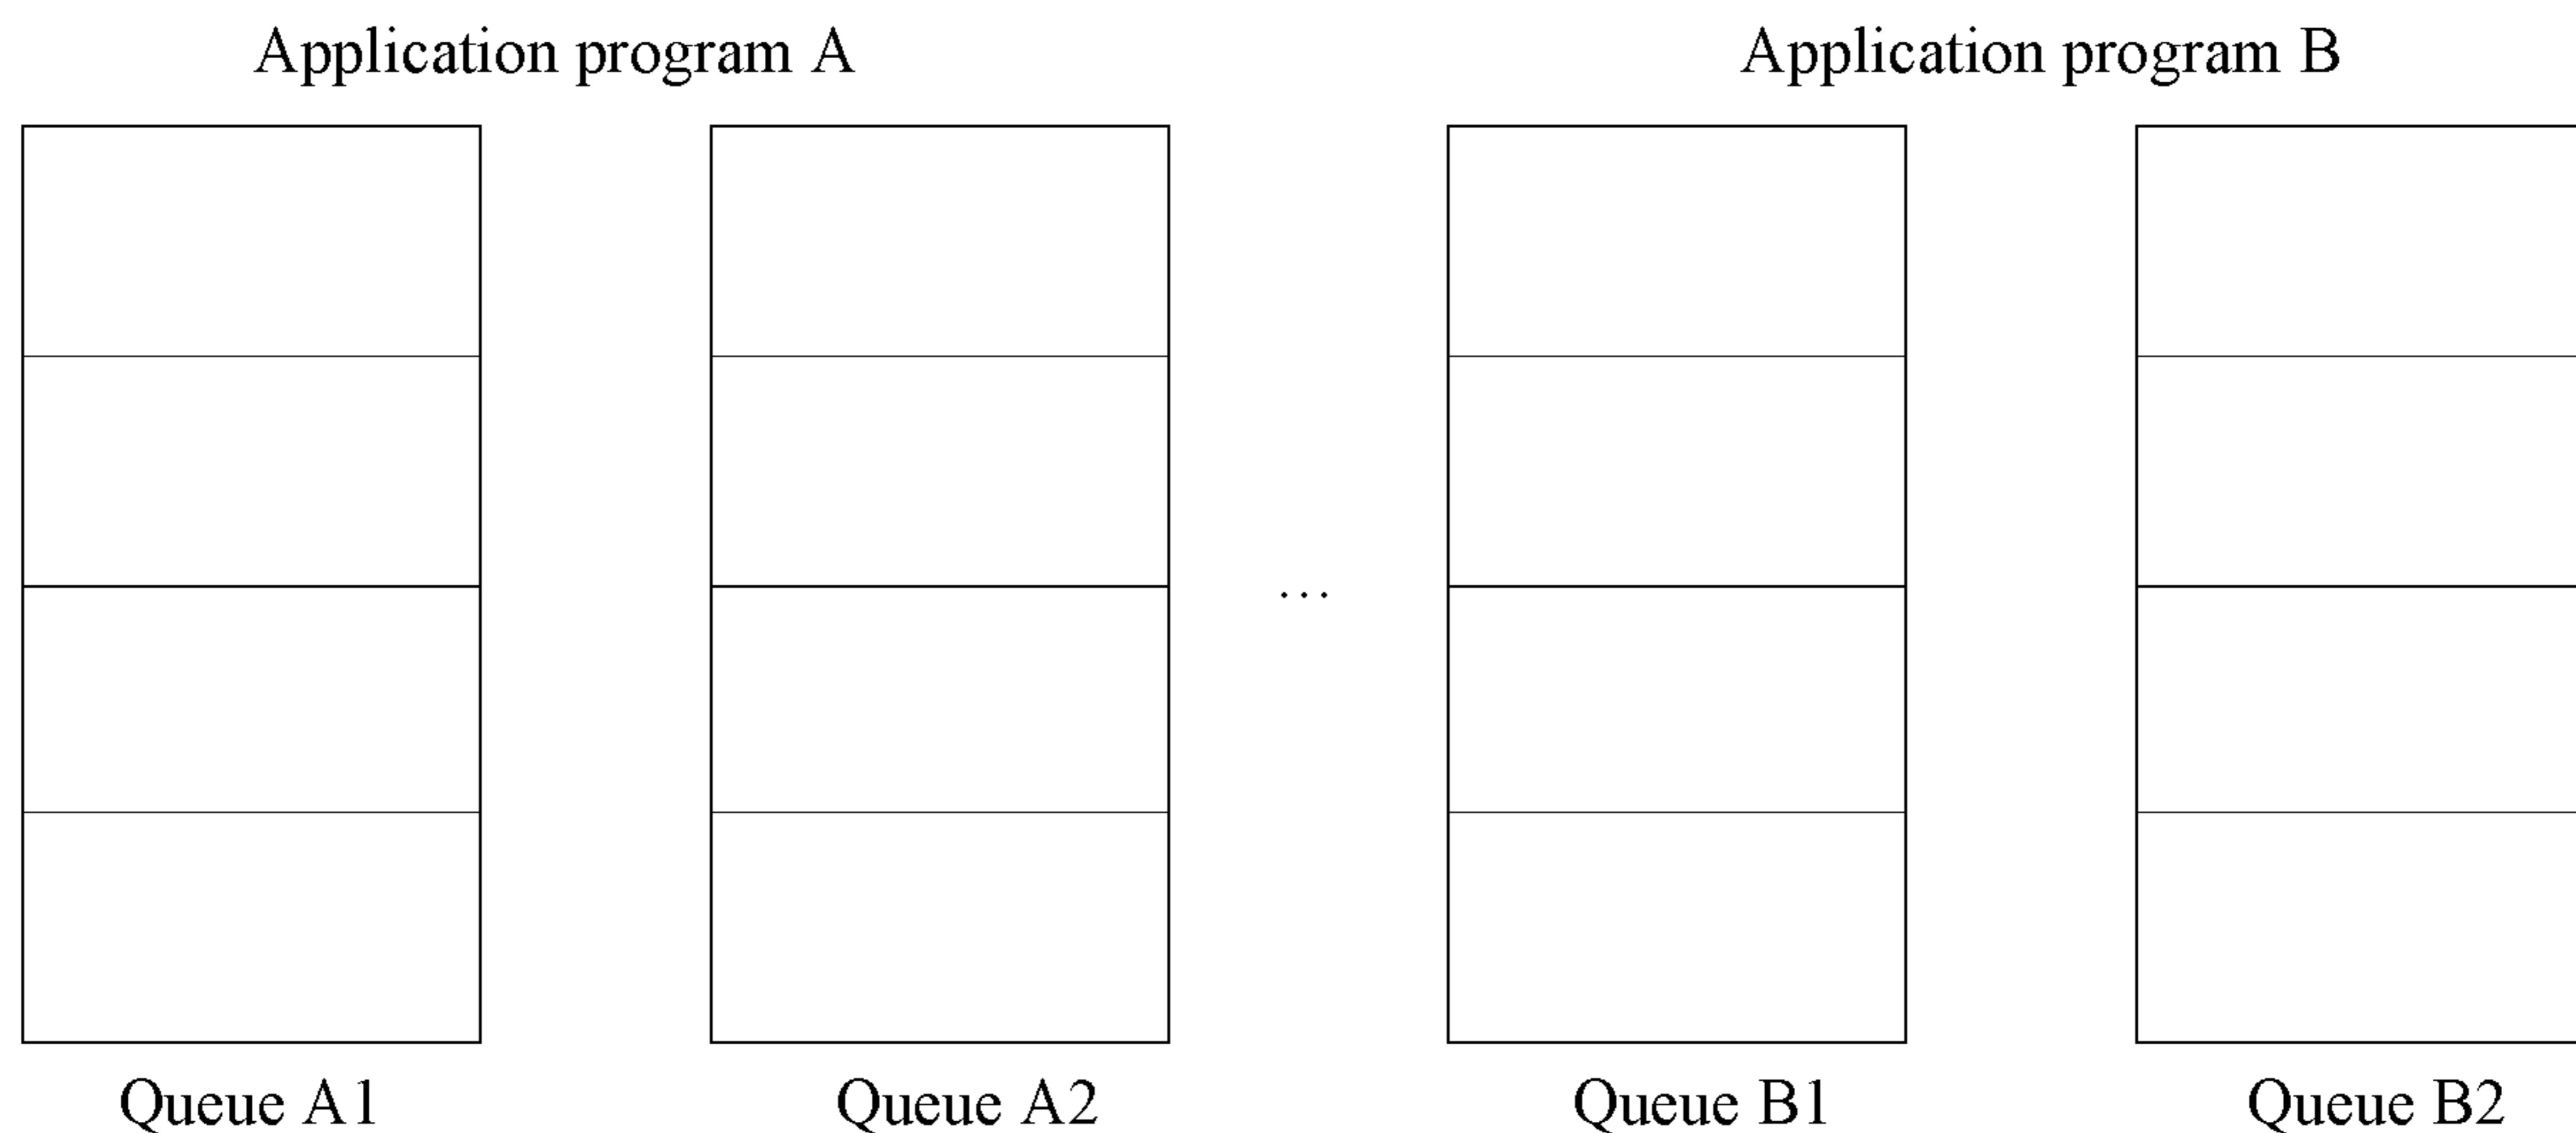 Application program A
Application program B
...
Queue A1
Queue A2
Queue B1
Queue B2